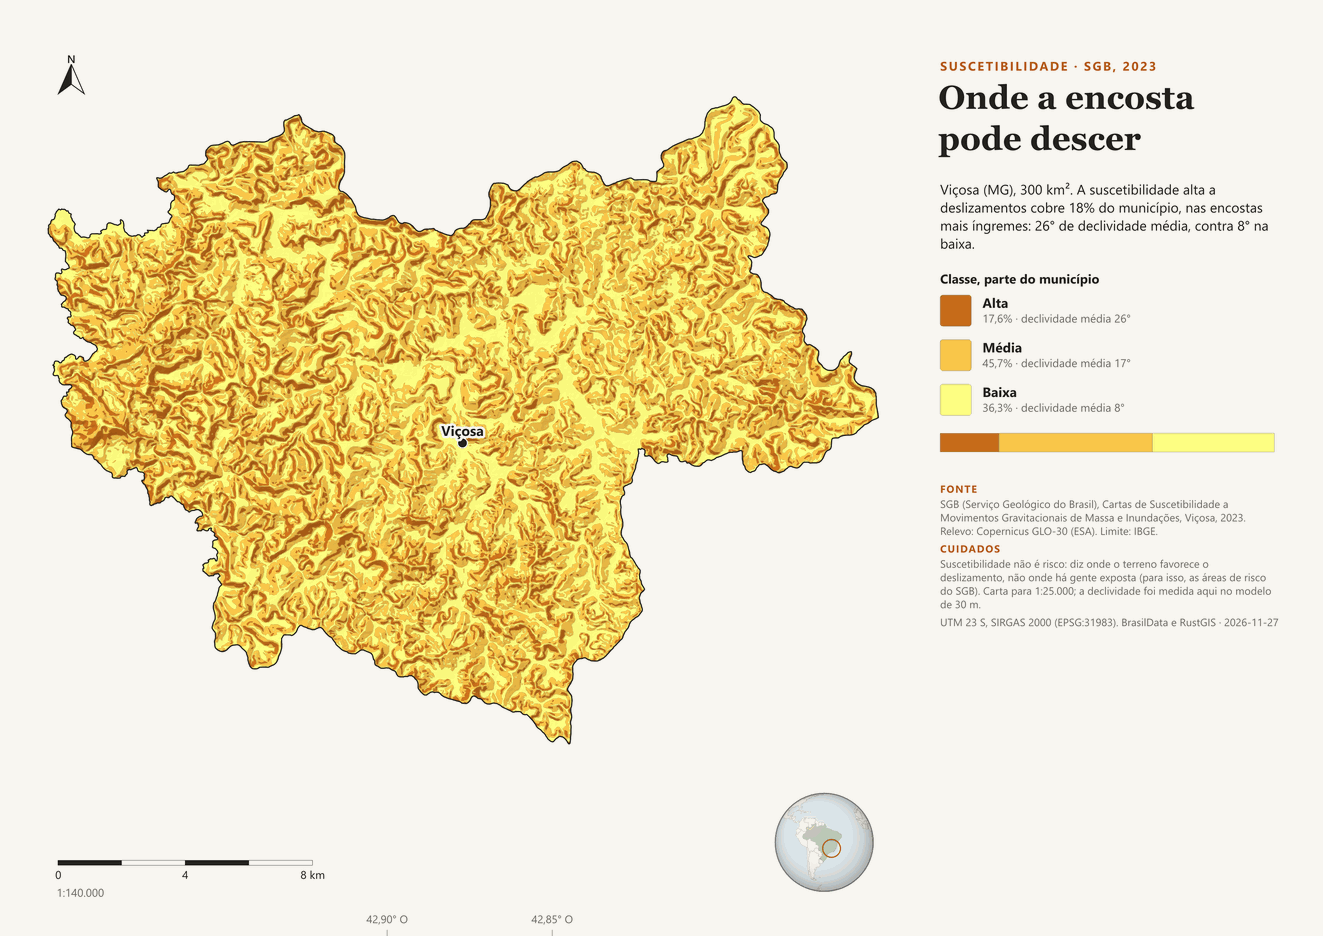 N
SUSCETIBILIDADE · SGB, 2023
Onde a encosta
pode descer
Viçosa (MG), 300 km². A suscetibilidade alta a
deslizamentos cobre 18% do município, nas encostas
mais íngremes: 26° de declividade média, contra 8° na
baixa.
Classe, parte do município
Alta
17,6% · declividade média 26°
Média
45,7% · declividade média 17°
Baixa
36,3% · declividade média 8°
Viçosa
FONTE
SGB (Serviço Geológico do Brasil), Cartas de Suscetibilidade a
Movimentos Gravitacionais de Massa e Inundações, Viçosa, 2023.
Relevo: Copernicus GLO-30 (ESA). Limite: IBGE.
CUIDADOS
Suscetibilidade não é risco: diz onde o terreno favorece o
deslizamento, não onde há gente exposta (para isso, as áreas de risco
do SGB). Carta para 1:25.000; a declividade foi medida aqui no modelo
de 30 m.
UTM 23 S, SIRGAS 2000 (EPSG:31983). BrasilData e RustGIS · 2026-11-27
0 4 8 km
1:140.000
42,90° O 42,85° O